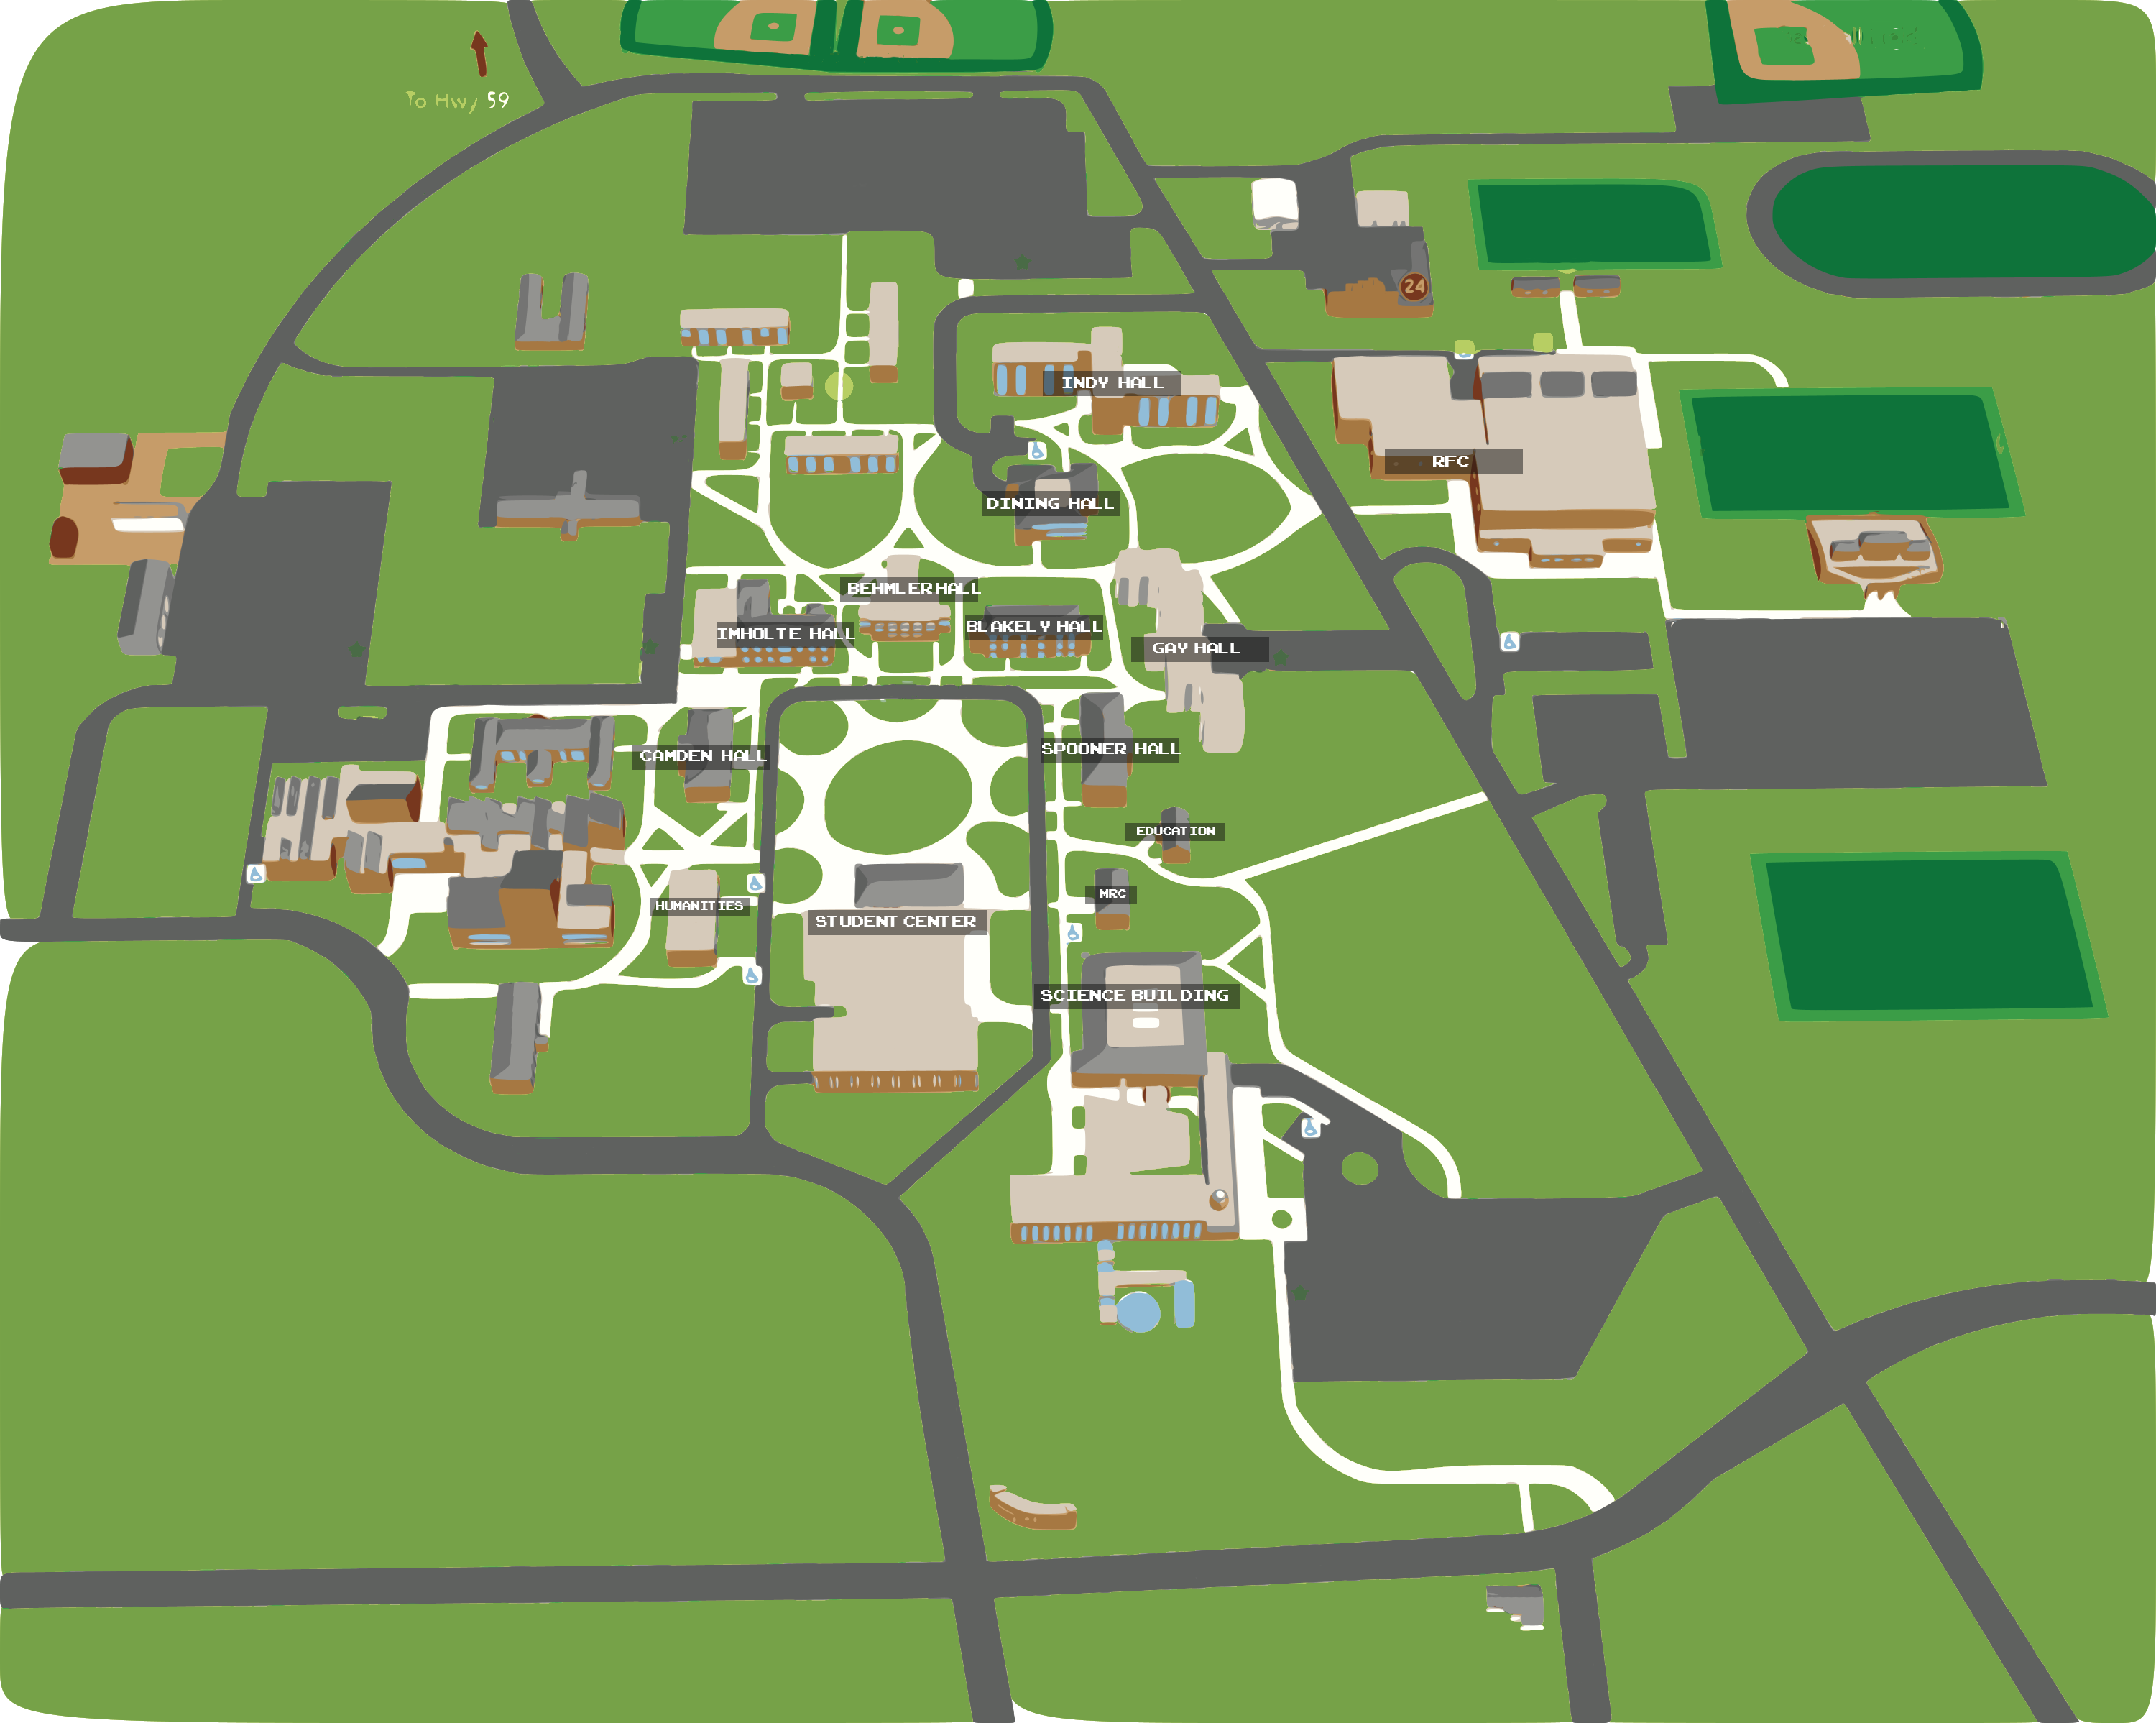 To Hwy 59
24
INDY HALL
RFC
DINING HALL
BEHMLER HALL
BLAKELY HALL
IMHOLTE HALL
GAY HALL
SPOONER HALL
CAMDEN HALL
EDUCATION
MRC
HUMANITIES
STUDENT CENTER
SCIENCE BUILDING